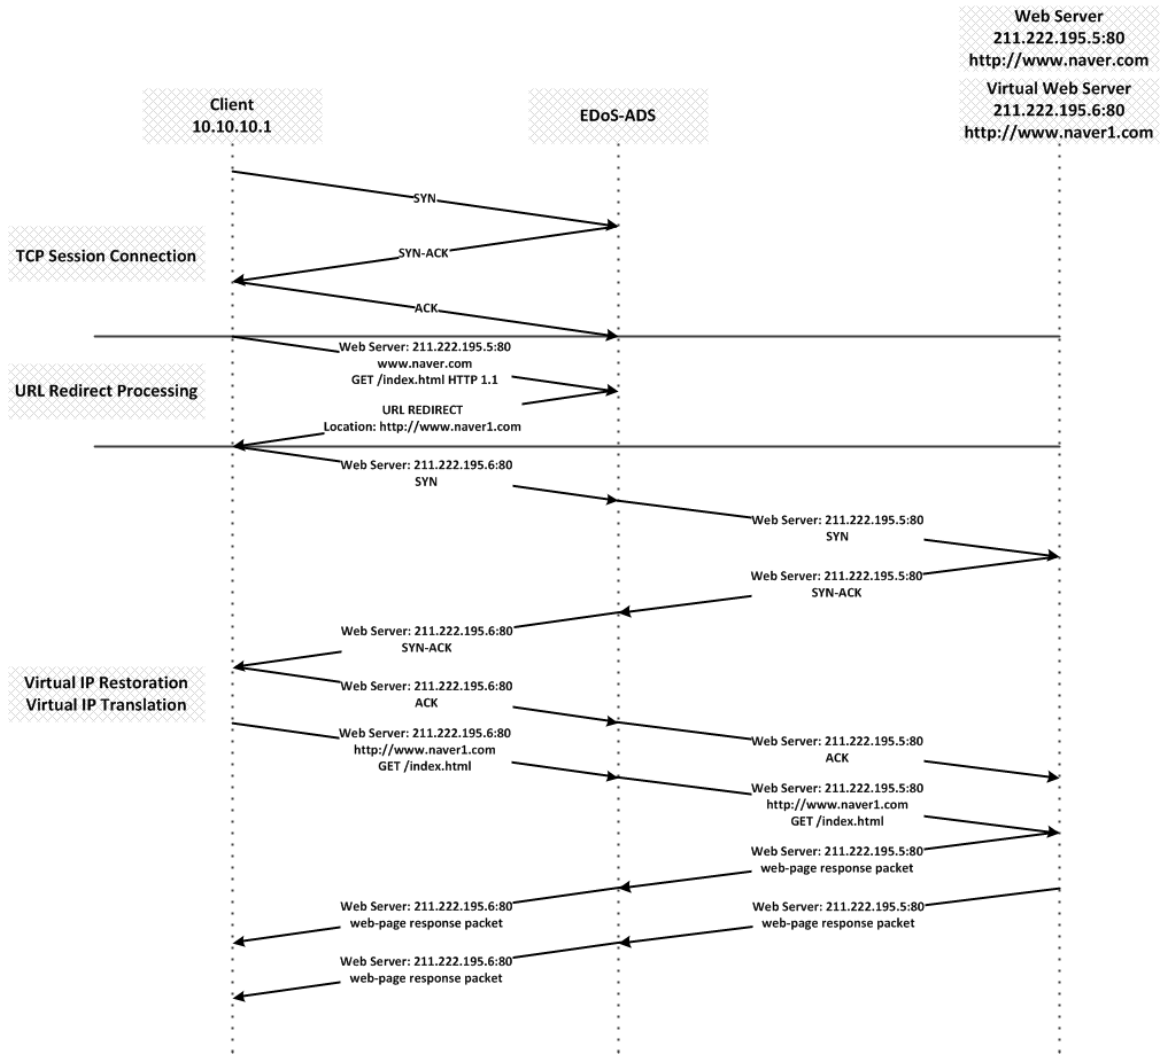 Web Server
211.222.195.5:80
http://www.naver.com
Virtual Web Server
211.222.195.6:80
http://www.naver1.com
Client
10.10.10.1
EDoS-ADS
SYN
TCP Session Connection
SYN-ACK
ACK
Web Server: 211.222.195.5:80
www.naver.com
GET /index.html HTTP 1.1
URL Redirect Processing
URL REDIRECT
Location: http://www.naver1.com
Web Server: 211.222.195.6:80
SYN
Web Server: 211.222.195.5:80
SYN
Web Server: 211.222.195.5:80
SYN-ACK
Web Server: 211.222.195.6:80
SYN-ACK
Virtual IP Restoration
Virtual IP Translation
Web Server: 211.222.195.6:80
ACK
Web Server: 211.222.195.6:80
http://www.naver1.com
GET /index.html
Web Server: 211.222.195.5:80
ACK
Web Server: 211.222.195.5:80
http://www.naver1.com
GET /index.html
Web Server: 211.222.195.5:80
web-page response packet
Web Server: 211.222.195.6:80
web-page response packet
Web Server: 211.222.195.5:80
web-page response packet
Web Server: 211.222.195.6:80
web-page response packet